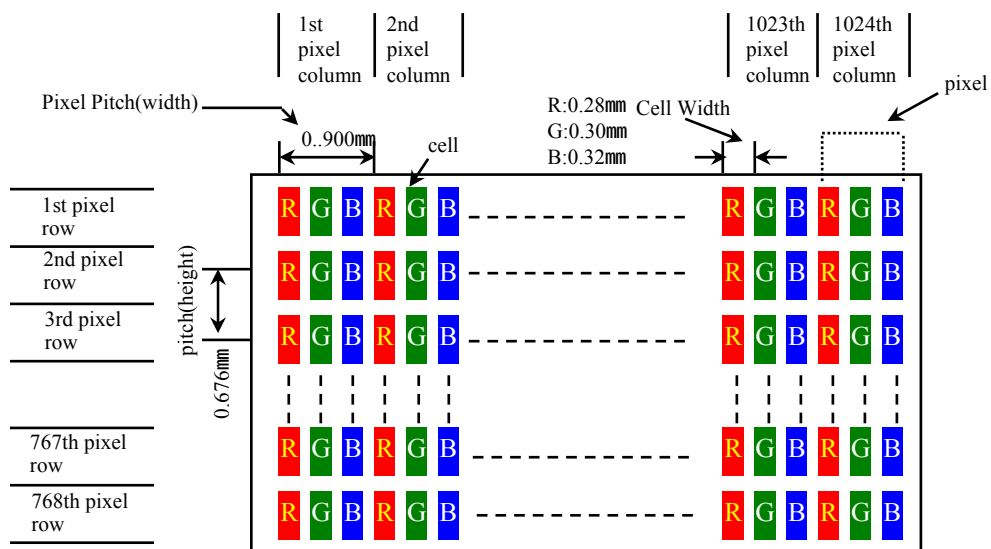 1st
pixel
column
2nd
pixel
column
1023th
pixel
column
1024th
pixel
column
Pixel Pitch(width)
R:0.28㎜
G:0.30㎜
B:0.32㎜
Cell Width
pixel
0..900㎜
cell
1st pixel
row
R G B R G B R G B R G B
2nd pixel
row
R G B R G B R G B R G B
pitch(height)
3rd pixel
row
R G B R G B R G B R G B
0.676㎜
767th pixel
row
R G B R G B R G B R G B
768th pixel
row
R G B R G B R G B R G B